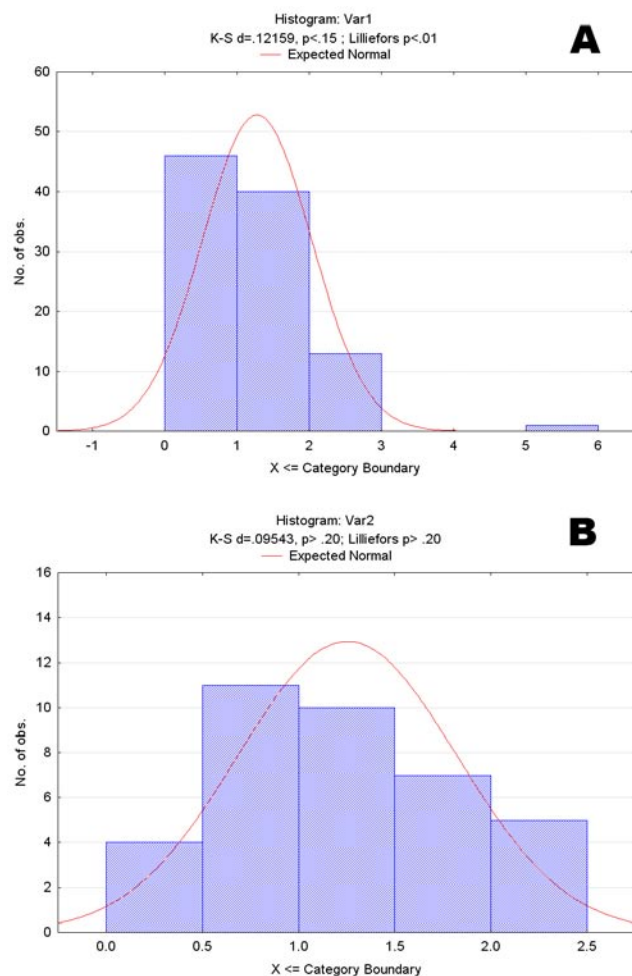 Histogram: Var1
K-S d=.12159, p<.15 ; Lilliefors p<.01
Expected Normal
A
60
50
40
30
20
10
0
No. of obs.
-1 0 1 2 3 4 5 6
X <= Category Boundary
Histogram: Var2
K-S d=.09543, p> .20; Lilliefors p> .20
Expected Normal
B
16
14
12
10
8
6
4
2
0
No. of obs.
0.0 0.5 1.0 1.5 2.0 2.5
X <= Category Boundary